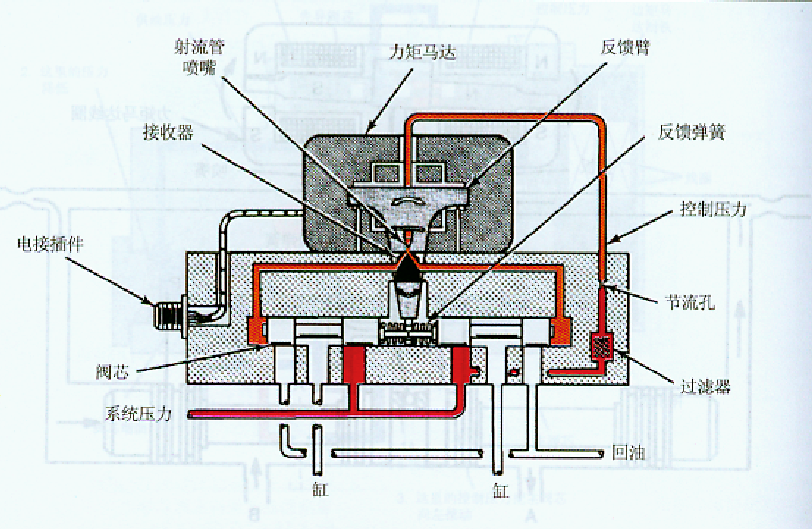 射流管
喷嘴
力矩马达
反馈臂
接收器
反馈弹簧
控制压力
电接插件
节流孔
阀芯
过滤器
系统压力
回油
缸
缸